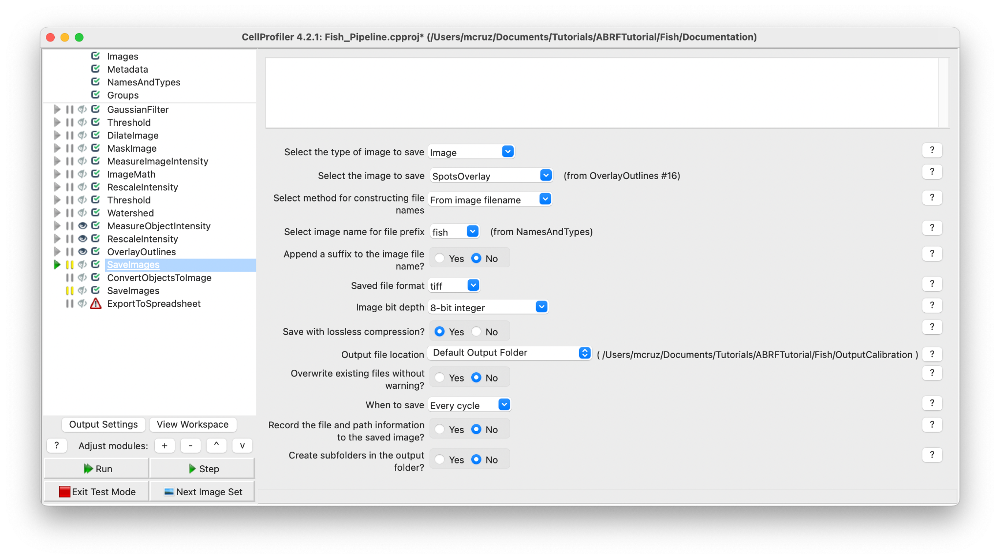 CellProfiler 4.2.1: Fish_Pipeline.cpproj* (/Users/mcruz/Documents/Tutorials/ABRFTutorial/Fish/Documentation)
Images
Metadata
NamesAndTypes
Groups
GaussianFilter
Threshold
DilateImage
MaskImage
MeasureImageIntensity
ImageMath
RescaleIntensity
Threshold
Watershed
MeasureObjectIntensity
RescaleIntensity
OverlayOutlines
SaveImages
ConvertObjectsToImage
SaveImages
ExportToSpreadsheet
Output Settings View Workspace
? Adjust modules: + - ^ v
Run Step
Exit Test Mode Next Image Set
Select the type of image to save Image ?
Select the image to save SpotsOverlay (from OverlayOutlines #16) ?
Select method for constructing file
names From image filename ?
Select image name for file prefix fish (from NamesAndTypes) ?
Append a suffix to the image file
name? Yes No ?
Saved file format tiff ?
Image bit depth 8-bit integer ?
Save with lossless compression? Yes No ?
Output file location Default Output Folder ( /Users/mcruz/Documents/Tutorials/ABRFTutorial/Fish/OutputCalibration ) ?
Overwrite existing files without
warning? Yes No ?
When to save Every cycle ?
Record the file and path information
to the saved image? Yes No ?
Create subfolders in the output
folder? Yes No ?